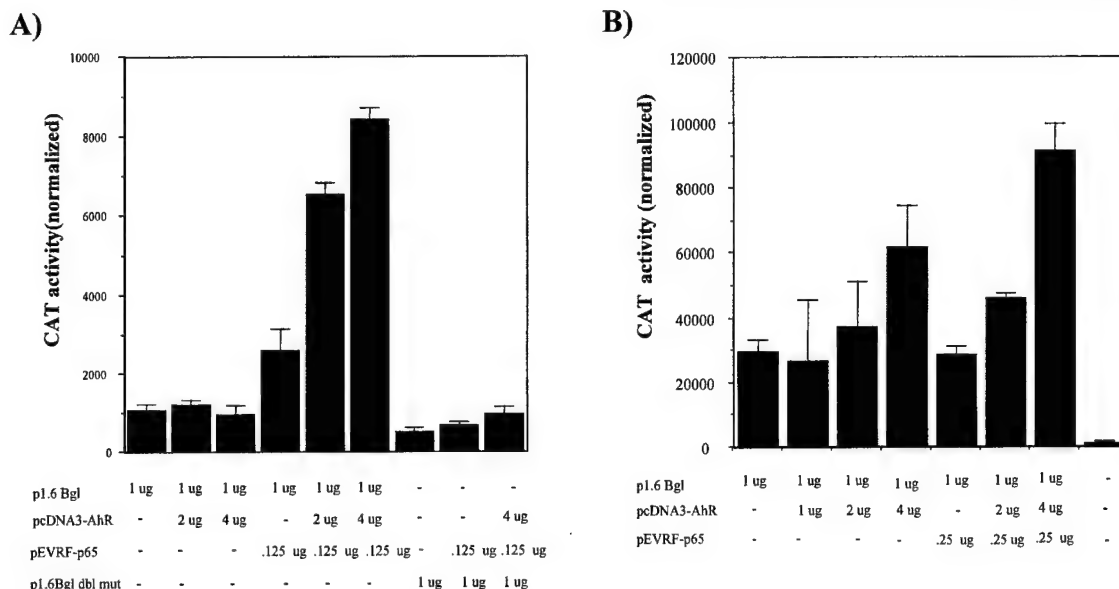 A)
CAT activity(normalized)
10000
8000
6000
4000
2000
0
p1.6 Bgl 1 ug 1 ug 1 ug 1 ug 1 ug 1 ug - - -
pcDNA3-AhR - 2 ug 4 ug - 2 ug 4 ug 4 ug
pEVRF-p65 - - - .125 ug .125 ug .125 ug - .125 ug .125 ug
p1.6Bgl dbl mut - - - - - - 1 ug 1 ug 1 ug
B)
CAT activity (normalized)
120000
100000
80000
60000
40000
20000
0
p1.6 Bgl 1 ug 1 ug 1 ug 1 ug 1 ug 1 ug 1 ug -
pcDNA3-AhR - 1 ug 2 ug 4 ug - 2 ug 4 ug -
pEVRF-p65 - - - - .25 ug .25 ug .25 ug -